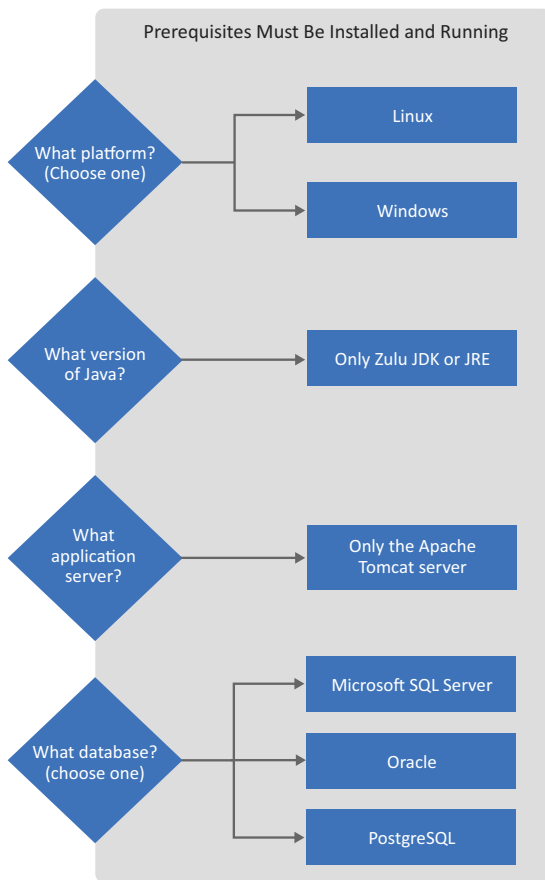 Prerequisites Must Be Installed and Running
What platform?
(Choose one)
Linux
Windows
What version
of Java?
Only Zulu JDK or JRE
What
application
server?
Only the Apache
Tomcat server
What database?
(choose one)
Microsoft SQL Server
Oracle
PostgreSQL